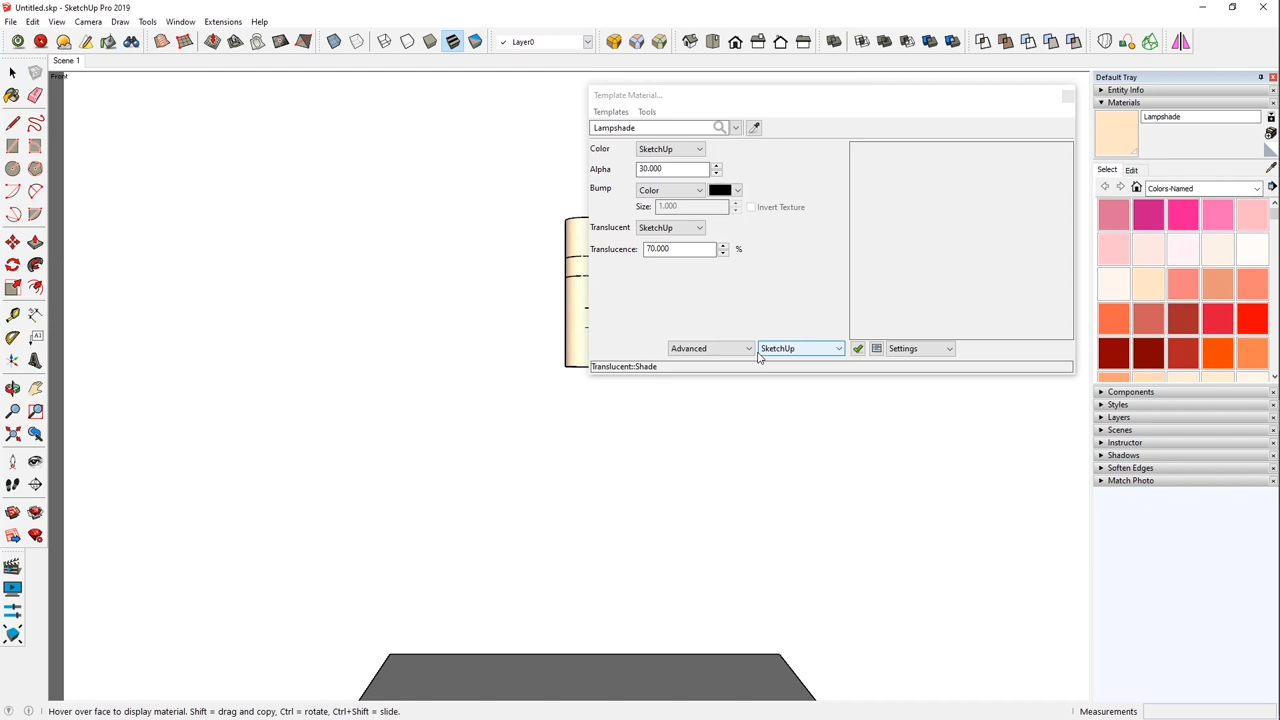 Untitled.skp - SketchUp Pro 2019
File Edit View Camera Draw Tools Window Extensions Help
Layer0
Scene 1
Front
Template Material...
Templates Tools
Lampshade
Color SketchUp
Alpha 30.000
Bump Color
Size: 1.000 Invert Texture
Translucent SketchUp
Translucence: 70.000 %
Advanced SketchUp Settings
Translucent::Shade
Default Tray
Entity Info
Materials
Lampshade
Select Edit
Colors-Named
Components
Styles
Layers
Scenes
Instructor
Shadows
Soften Edges
Match Photo
Hover over face to display material. Shift = drag and copy, Ctrl = rotate, Ctrl+Shift = slide.
Measurements